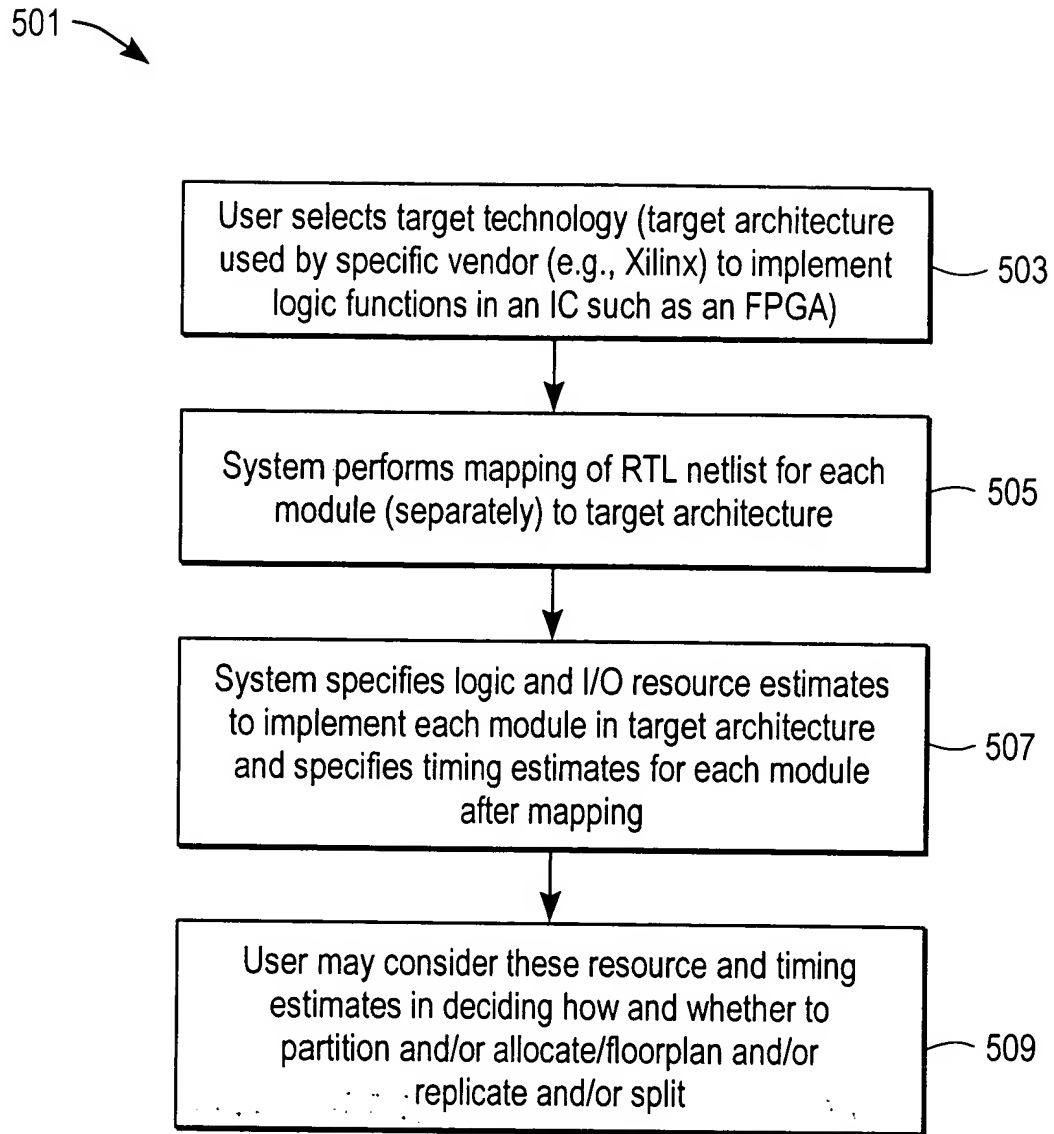 501
User selects target technology (target architecture
used by specific vendor (e.g., Xilinx) to implement
logic functions in an IC such as an FPGA)
503
System performs mapping of RTL netlist for each
module (separately) to target architecture
505
System specifies logic and I/O resource estimates
to implement each module in target architecture
and specifies timing estimates for each module
after mapping
507
User may consider these resource and timing
estimates in deciding how and whether to
partition and/or allocate/floorplan and/or
replicate and/or split
509